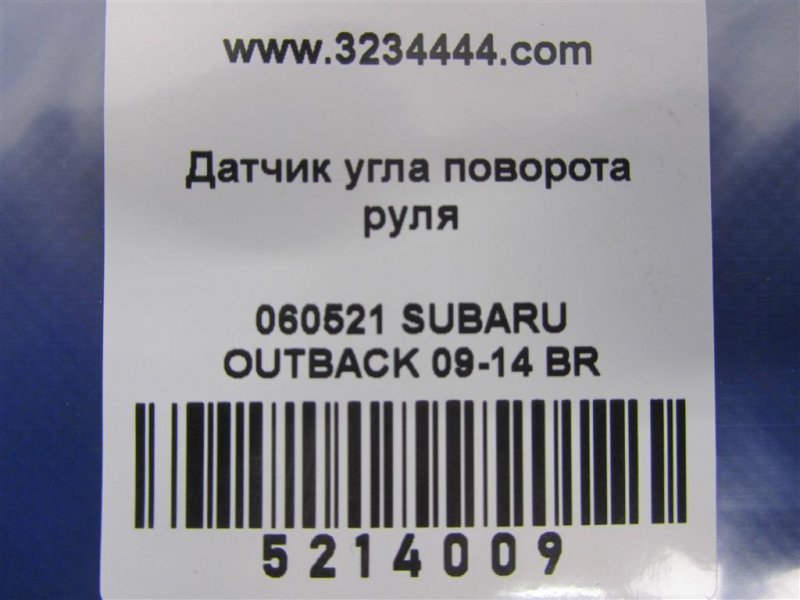 www.3234444.com
Датчик угла поворота
руля
060521 SUBARU
OUTBACK 09-14 BR
5214009